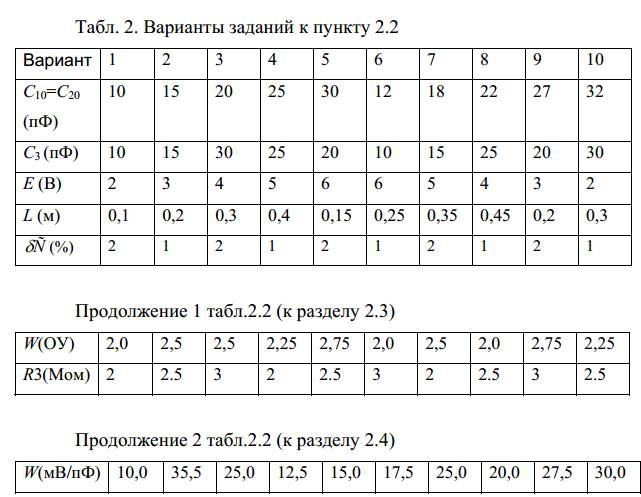 Табл. 2. Варианты заданий к пункту 2.2
Вариант 1 2 3 4 5 6 7 8 9 10
C10=C20 (пФ) 10 15 20 25 30 12 18 22 27 32
C3 (пФ) 10 15 30 25 20 10 15 25 20 30
E (В) 2 3 4 5 6 6 5 4 3 2
L (м) 0,1 0,2 0,3 0,4 0,15 0,25 0,35 0,45 0,2 0,3
δÑ (%) 2 1 2 1 2 1 2 1 2 1
Продолжение 1 табл.2.2 (к разделу 2.3)
W(ОУ) 2,0 2,5 2,5 2,25 2,75 2,0 2,5 2,0 2,75 2,25
R3(Мом) 2 2.5 3 2 2.5 3 2 2.5 3 2.5
Продолжение 2 табл.2.2 (к разделу 2.4)
W(мВ/пФ) 10,0 35,5 25,0 12,5 15,0 17,5 25,0 20,0 27,5 30,0